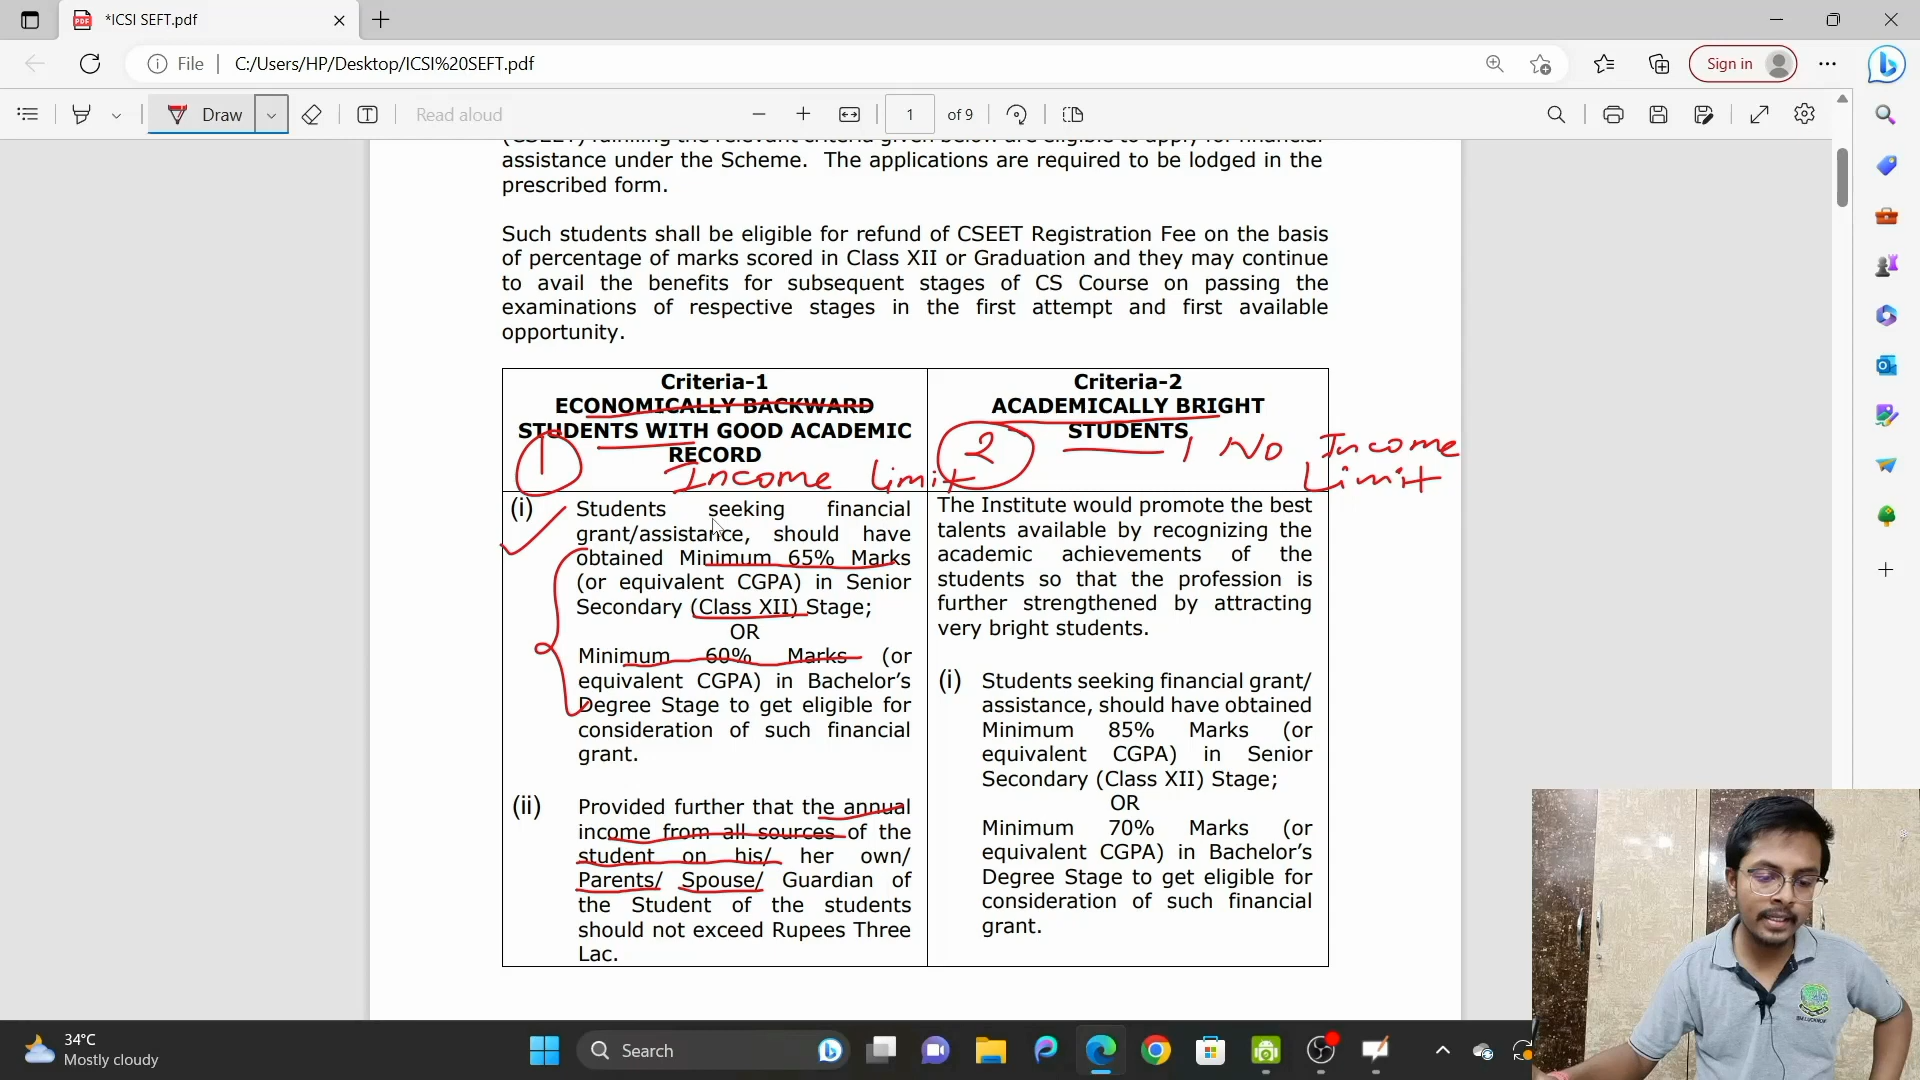 *ICSI SEFT.pdf
File
C:/Users/HP/Desktop/ICSI%20SEFT.pdf
Sign in
Draw
Read aloud
1 of 9
(CSEET) fulfilling the relevant criteria given below are eligible to apply for financial
assistance under the Scheme. The applications are required to be lodged in the
prescribed form.
Such students shall be eligible for refund of CSEET Registration Fee on the basis
of percentage of marks scored in Class XII or Graduation and they may continue
to avail the benefits for subsequent stages of CS Course on passing the
examinations of respective stages in the first attempt and first available
opportunity.
Criteria-1
ECONOMICALLY BACKWARD
STUDENTS WITH GOOD ACADEMIC
RECORD
1
Income limit
(i) Students seeking financial
grant/assistance, should have
obtained Minimum 65% Marks
(or equivalent CGPA) in Senior
Secondary (Class XII) Stage;
OR
Minimum 60% Marks (or
equivalent CGPA) in Bachelor's
Degree Stage to get eligible for
consideration of such financial
grant.
(ii) Provided further that the annual
income from all sources of the
student on his/ her own/
Parents/ Spouse/ Guardian of
the Student of the students
should not exceed Rupees Three
Lac.
Criteria-2
ACADEMICALLY BRIGHT
STUDENTS
2
No Income
Limit
The Institute would promote the best
talents available by recognizing the
academic achievements of the
students so that the profession is
further strengthened by attracting
very bright students.
(i) Students seeking financial grant/
assistance, should have obtained
Minimum 85% Marks (or
equivalent CGPA) in Senior
Secondary (Class XII) Stage;
OR
Minimum 70% Marks (or
equivalent CGPA) in Bachelor's
Degree Stage to get eligible for
consideration of such financial
grant.
34°C
Mostly cloudy
Search